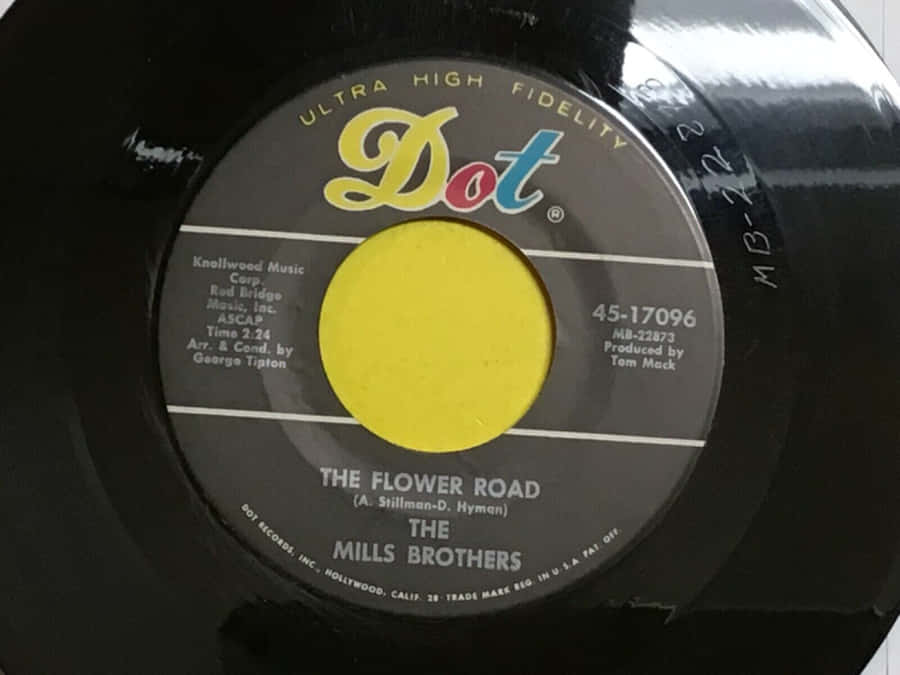 ULTRA HIGH FIDELITY
Dot®
Knollwood Music
Corp.
Red Bridge
Music, Inc.
ASCAP
Time 2:24
Arr. & Cond. by
George Tipton
45-17096
MB-22873
Produced by
Tom Mack
THE FLOWER ROAD
(A. Stillman-D. Hyman)
THE
MILLS BROTHERS
DOT RECORDS, INC., HOLLYWOOD, CALIF. 28 · TRADE MARK REG. IN U.S.A. PAT. OFF.
MB-228